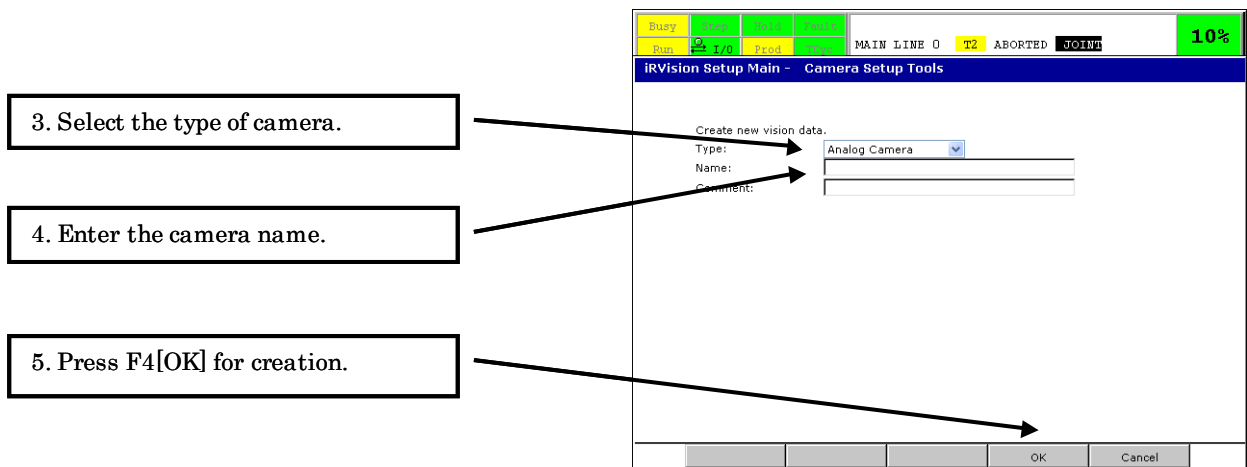 Busy Step Hold Fault
Run I/O Prod TCyc MAIN LINE 0 T2 ABORTED JOINT 10%
iRVision Setup Main - Camera Setup Tools
3. Select the type of camera.
Create new vision data.
Type: Analog Camera
Name:
Comment:
4. Enter the camera name.
5. Press F4[OK] for creation.
OK Cancel